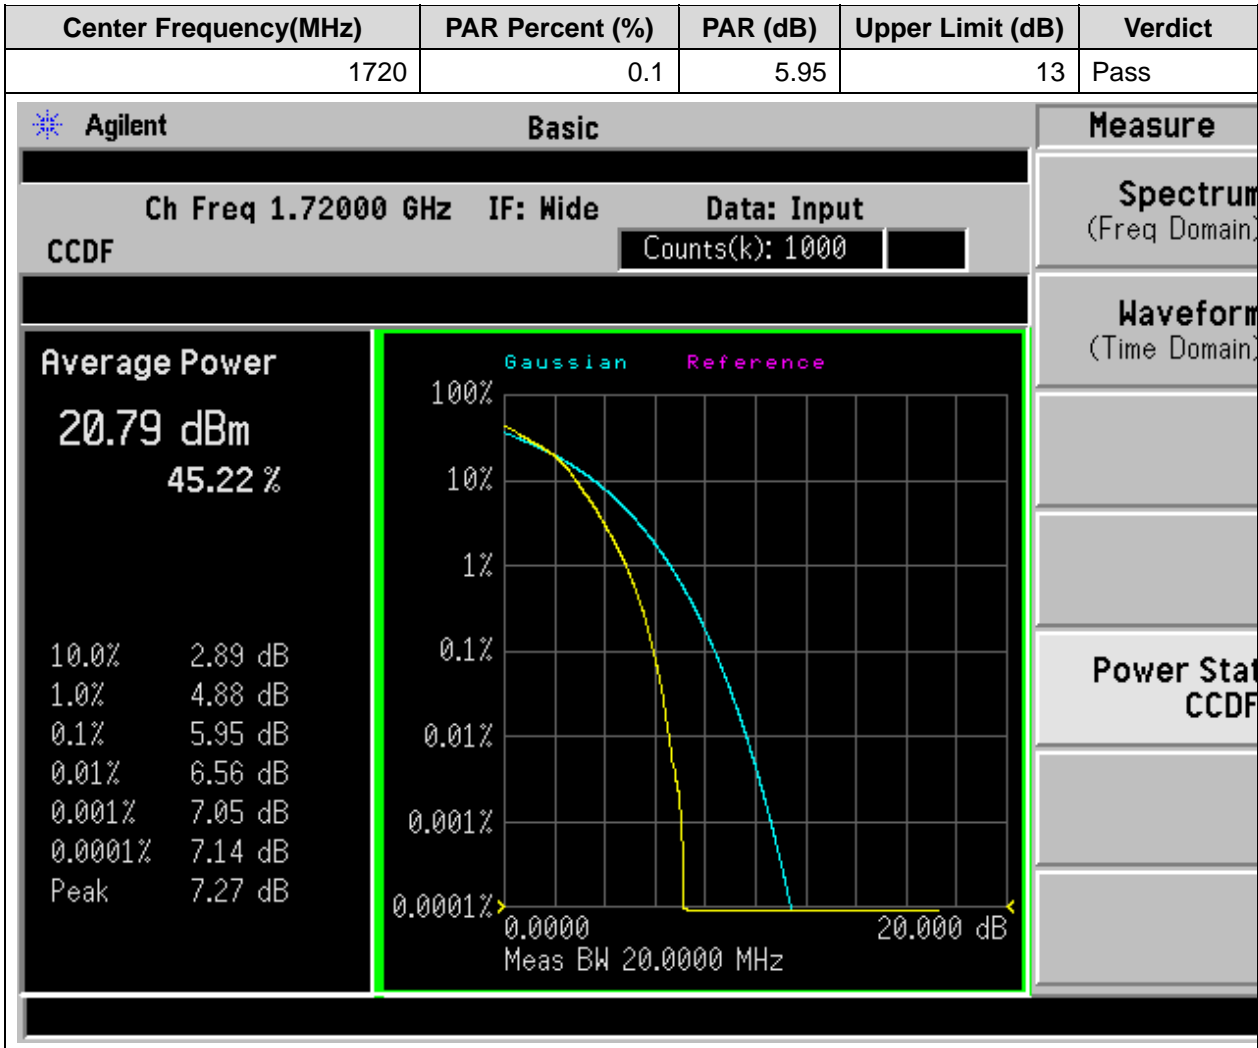 Center Frequency(MHz) PAR Percent (%) PAR (dB) Upper Limit (dB) Verdict
1720 0.1 5.95 13 Pass
Agilent Basic Measure
Ch Freq 1.72000 GHz IF: Wide Data: Input
CCDF Counts(k): 1000
Average Power
20.79 dBm
45.22 %
10.0% 2.89 dB
1.0% 4.88 dB
0.1% 5.95 dB
0.01% 6.56 dB
0.001% 7.05 dB
0.0001% 7.14 dB
Peak 7.27 dB
Gaussian Reference
100%
10%
1%
0.1%
0.01%
0.001%
0.0001%
0.0000 20.000 dB
Meas BW 20.0000 MHz
Spectrum
(Freq Domain)
Waveform
(Time Domain)
Power Stat
CCDF